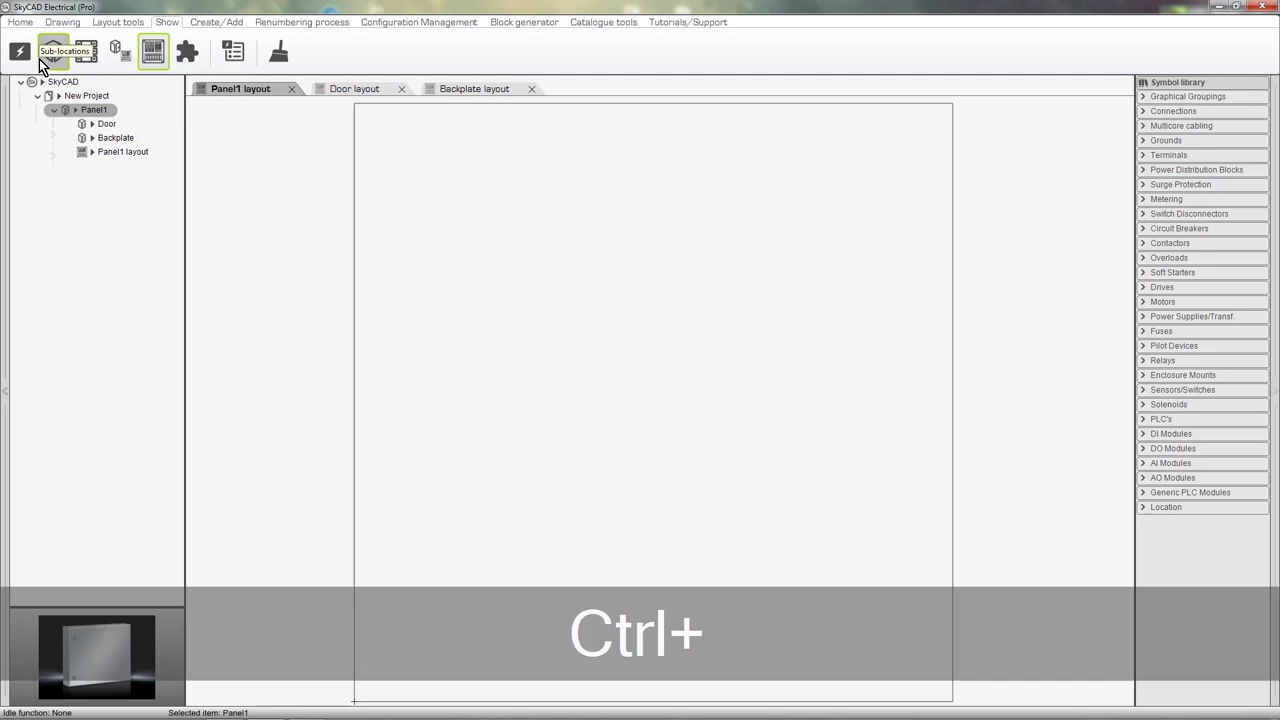 SkyCAD Electrical (Pro)
Home Drawing Layout tools Show Create/Add Renumbering process Configuration Management Block generator Catalogue tools Tutorials/Support
Sub-locations
SkyCAD
New Project
Panel1
Door
Backplate
Panel1 layout
Panel1 layout Door layout Backplate layout
Symbol library
Graphical Groupings
Connections
Multicore cabling
Grounds
Terminals
Power Distribution Blocks
Surge Protection
Metering
Switch Disconnectors
Circuit Breakers
Contactors
Overloads
Soft Starters
Drives
Motors
Power Supplies/Transf.
Fuses
Pilot Devices
Relays
Enclosure Mounts
Sensors/Switches
Solenoids
PLC's
DI Modules
DO Modules
AI Modules
AO Modules
Generic PLC Modules
Location
Ctrl+
Idle function: None Selected item: Panel1